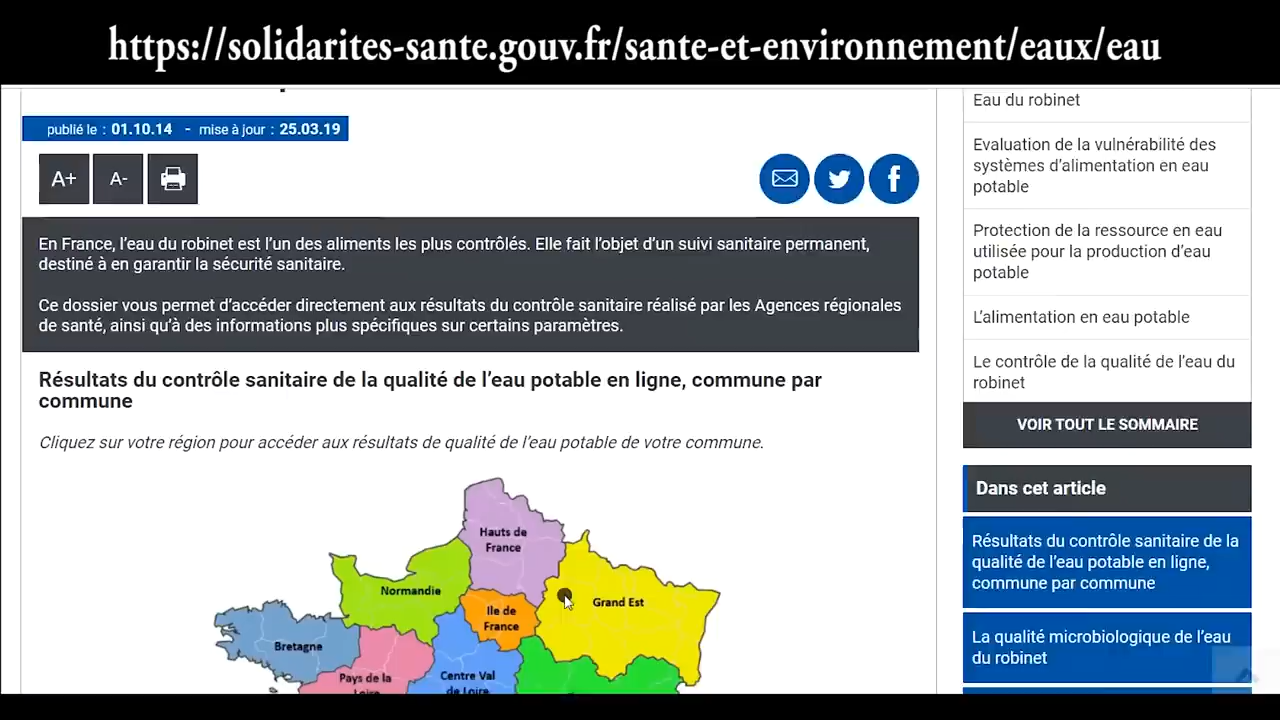 https://solidarites-sante.gouv.fr/sante-et-environnement/eaux/eau
publié le : 01.10.14 - mise à jour : 25.03.19
A+
A-
En France, l’eau du robinet est l’un des aliments les plus contrôlés. Elle fait l’objet d’un suivi sanitaire permanent,
destiné à en garantir la sécurité sanitaire.
Ce dossier vous permet d’accéder directement aux résultats du contrôle sanitaire réalisé par les Agences régionales
de santé, ainsi qu’à des informations plus spécifiques sur certains paramètres.
Résultats du contrôle sanitaire de la qualité de l’eau potable en ligne, commune par
commune
Cliquez sur votre région pour accéder aux résultats de qualité de l’eau potable de votre commune.
Hauts de
France
Normandie
Ile de
France
Grand Est
Bretagne
Pays de la
Loire
Centre Val
de Loire
Eau du robinet
Evaluation de la vulnérabilité des
systèmes d’alimentation en eau
potable
Protection de la ressource en eau
utilisée pour la production d’eau
potable
L’alimentation en eau potable
Le contrôle de la qualité de l’eau du
robinet
VOIR TOUT LE SOMMAIRE
Dans cet article
Résultats du contrôle sanitaire de la
qualité de l’eau potable en ligne,
commune par commune
La qualité microbiologique de l’eau
du robinet